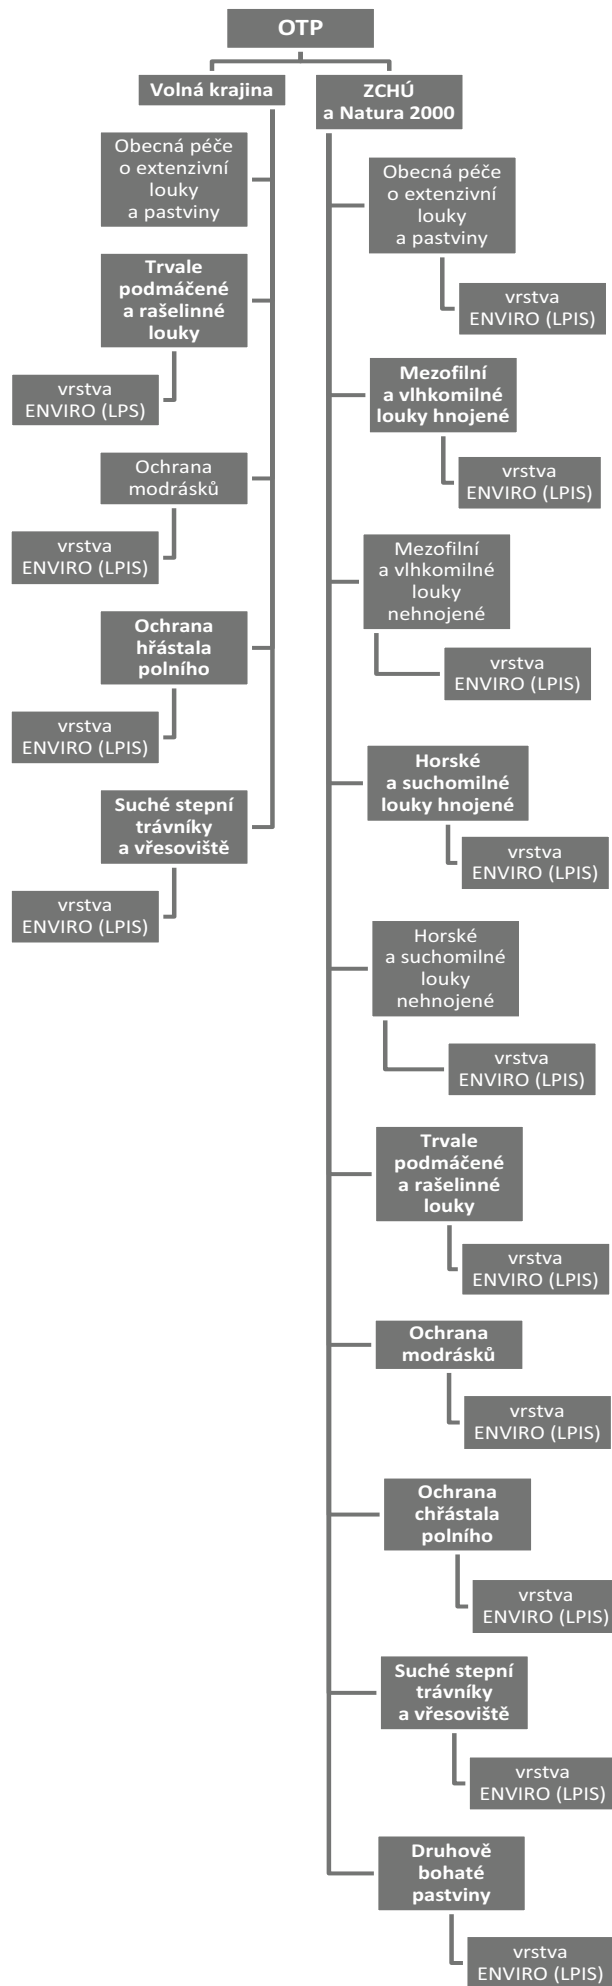 OTP
Volná krajina
Obecná péče
o extenzivní
louky
a pastviny
Trvale
podmáčené
a rašelinné
louky
vrstva
ENVIRO (LPS)
Ochrana
modrásků
vrstva
ENVIRO (LPIS)
Ochrana
hřástala
polního
vrstva
ENVIRO (LPIS)
Suché stepní
trávníky
a vřesoviště
vrstva
ENVIRO (LPIS)
ZCHÚ
a Natura 2000
Obecná péče
o extenzivní
louky
a pastviny
vrstva
ENVIRO (LPIS)
Mezofilní
a vlhkomilné
louky hnojené
vrstva
ENVIRO (LPIS)
Mezofilní
a vlhkomilné
louky
nehnojené
vrstva
ENVIRO (LPIS)
Horské
a suchomilné
louky hnojené
vrstva
ENVIRO (LPIS)
Horské
a suchomilné
louky
nehnojené
vrstva
ENVIRO (LPIS)
Trvale
podmáčené
a rašelinné
louky
vrstva
ENVIRO (LPIS)
Ochrana
modrásků
vrstva
ENVIRO (LPIS)
Ochrana
chřástala
polního
vrstva
ENVIRO (LPIS)
Suché stepní
trávníky
a vřesoviště
vrstva
ENVIRO (LPIS)
Druhově
bohaté
pastviny
vrstva
ENVIRO (LPIS)